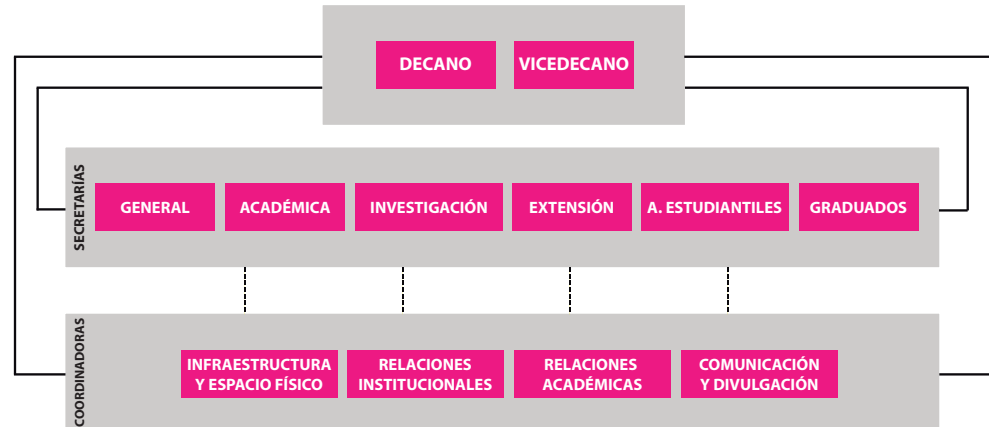 DECANO
VICEDECANO
SECRETARÍAS
GENERAL
ACADÉMICA
INVESTIGACIÓN
EXTENSIÓN
A. ESTUDIANTILES
GRADUADOS
COORDINADORAS
INFRAESTRUCTURA
Y ESPACIO FÍSICO
RELACIONES
INSTITUCIONALES
RELACIONES
ACADÉMICAS
COMUNICACIÓN
Y DIVULGACIÓN